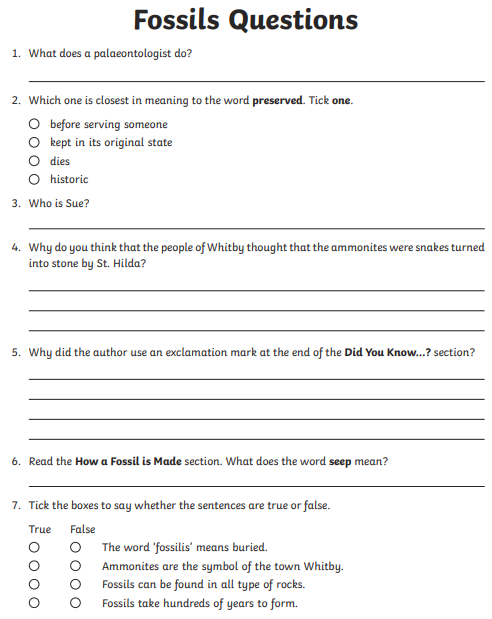 Fossils Questions
1. What does a palaeontologist do?
2. Which one is closest in meaning to the word preserved. Tick one.
before serving someone
kept in its original state
dies
historic
3. Who is Sue?
4. Why do you think that the people of Whitby thought that the ammonites were snakes turned
into stone by St. Hilda?
5. Why did the author use an exclamation mark at the end of the Did You Know...? section?
6. Read the How a Fossil is Made section. What does the word seep mean?
7. Tick the boxes to say whether the sentences are true or false.
True False
The word ‘fossilis’ means buried.
Ammonites are the symbol of the town Whitby.
Fossils can be found in all type of rocks.
Fossils take hundreds of years to form.